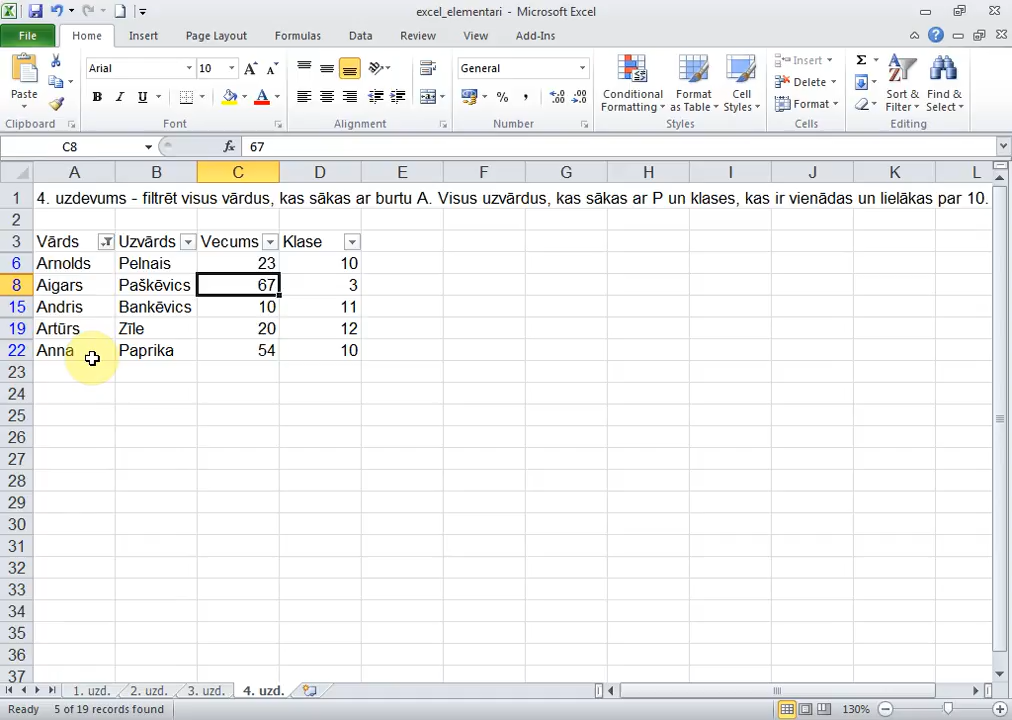 excel_elementari - Microsoft Excel
File Home Insert Page Layout Formulas Data Review View Add-Ins
Paste
Clipboard
Arial 10
B I U
Font
Alignment
General
Number
Conditional Formatting
Format as Table
Cell Styles
Styles
Insert
Delete
Format
Cells
Sort & Filter
Find & Select
Editing
C8 fx 67
A B C D E F G H I J K L
1 4. uzdevums - filtrēt visus vārdus, kas sākas ar burtu A. Visus uzvārdus, kas sākas ar P un klases, kas ir vienādas un lielākas par 10.
2
3 Vārds Uzvārds Vecums Klase
6 Arnolds Pelnais 23 10
8 Aigars Paškēvics 67 3
15 Andris Bankēvics 10 11
19 Artūrs Zīle 20 12
22 Anna Paprika 54 10
23
24
25
26
27
28
29
30
31
32
33
34
35
36
37
1. uzd. 2. uzd. 3. uzd. 4. uzd.
Ready 5 of 19 records found 130%